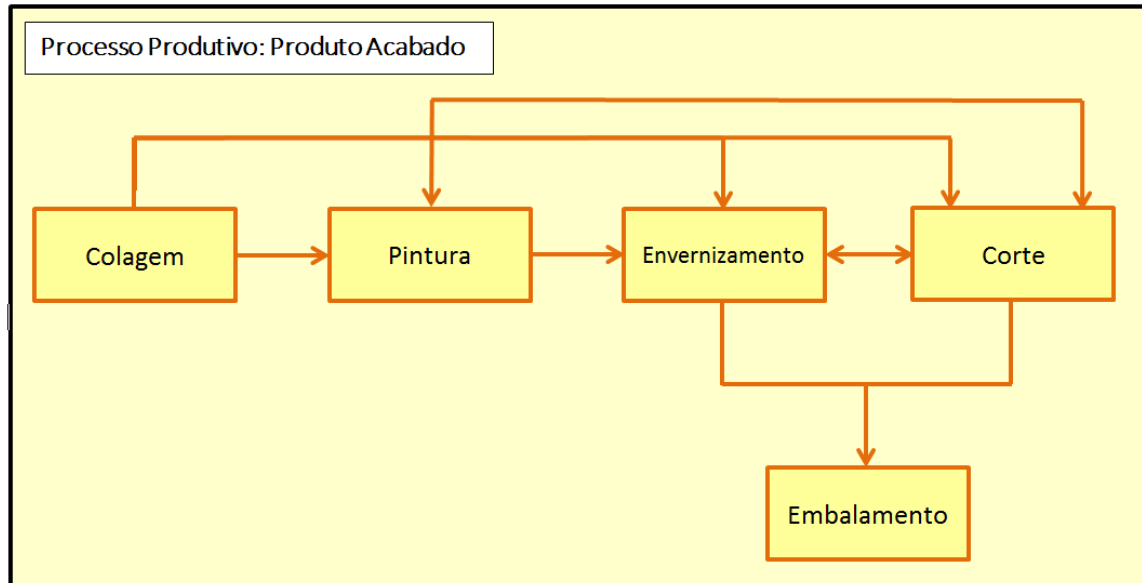 Processo Produtivo: Produto Acabado
Colagem
Pintura
Envernizamento
Corte
Embalamento